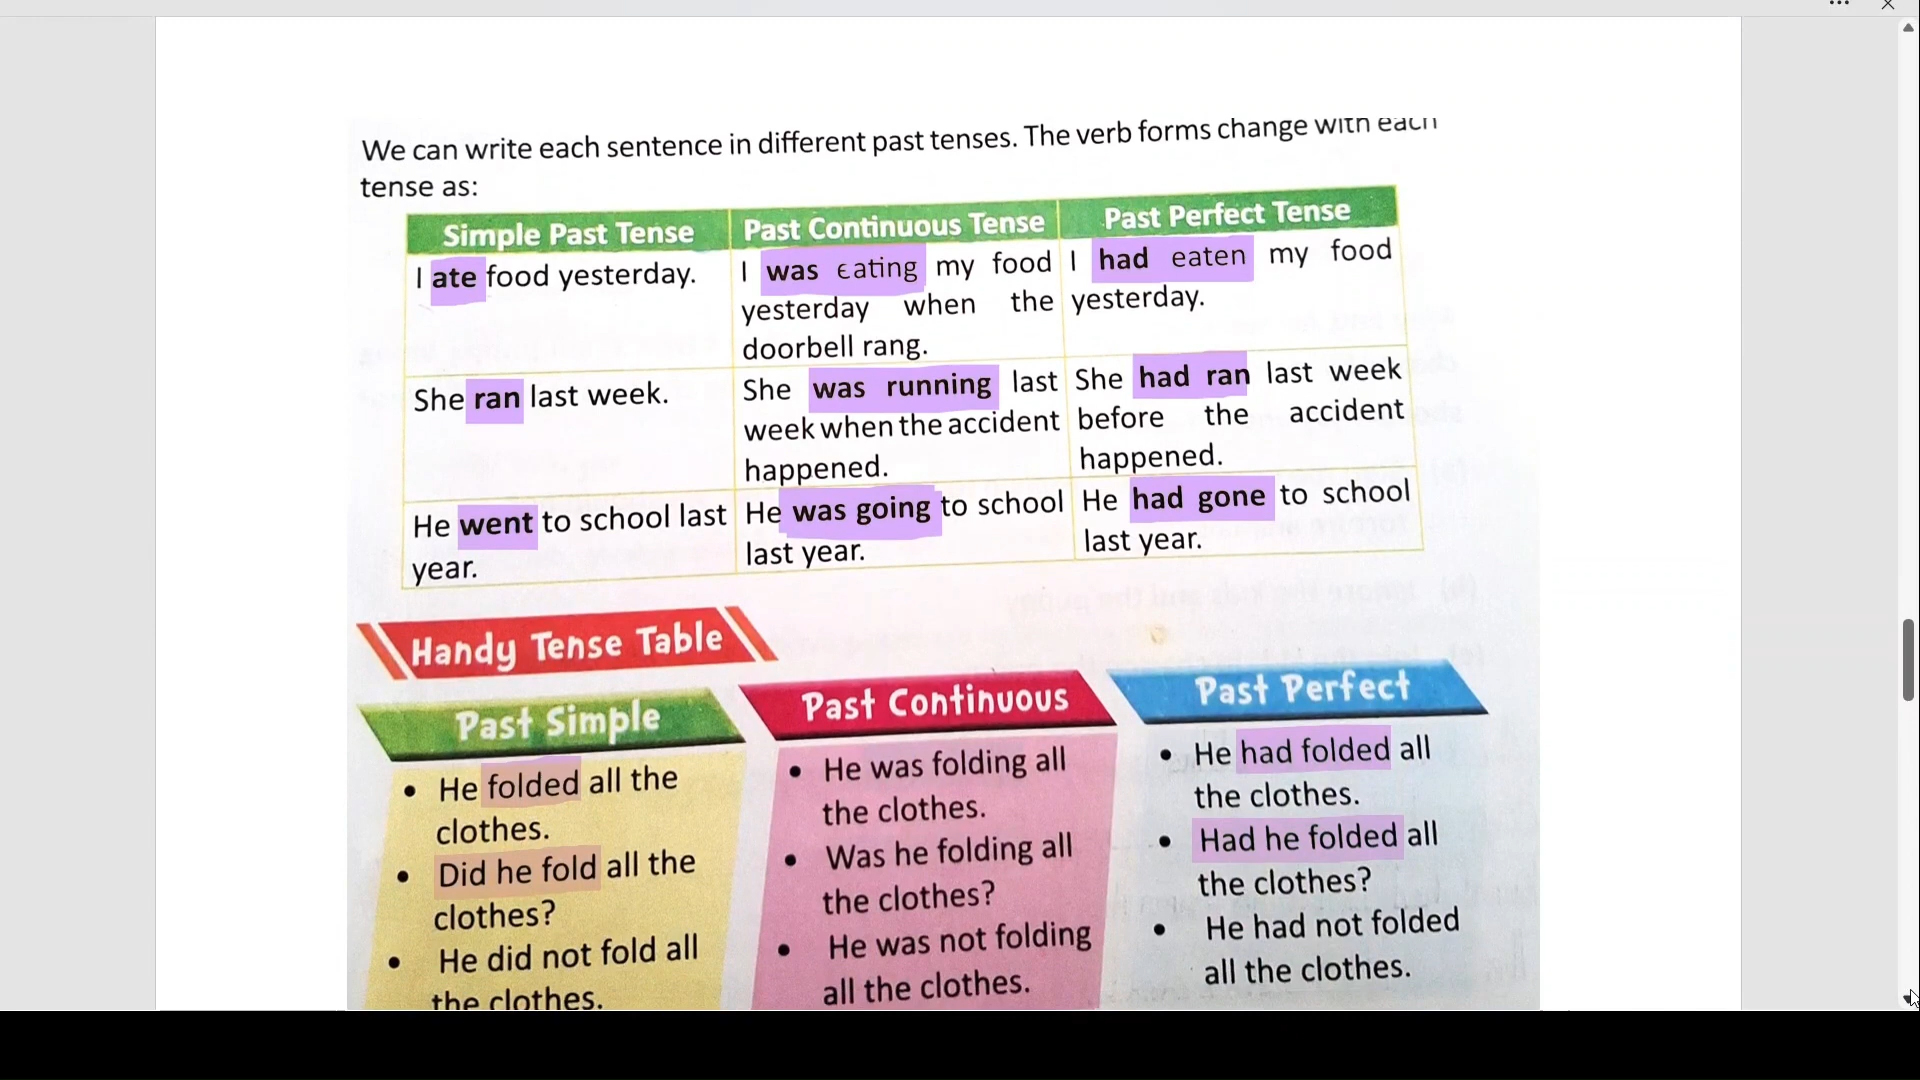 We can write each sentence in different past tenses. The verb forms change with each
tense as:
Simple Past Tense
Past Continuous Tense
Past Perfect Tense
I ate food yesterday.
I was eating my food
yesterday when the
doorbell rang.
I had eaten my food
yesterday.
She ran last week.
She was running last
week when the accident
happened.
She had ran last week
before the accident
happened.
He went to school last
year.
He was going to school
last year.
He had gone to school
last year.
Handy Tense Table
Past Simple
• He folded all the
clothes.
• Did he fold all the
clothes?
• He did not fold all
the clothes.
Past Continuous
• He was folding all
the clothes.
• Was he folding all
the clothes?
• He was not folding
all the clothes.
Past Perfect
• He had folded all
the clothes.
• Had he folded all
the clothes?
• He had not folded
all the clothes.